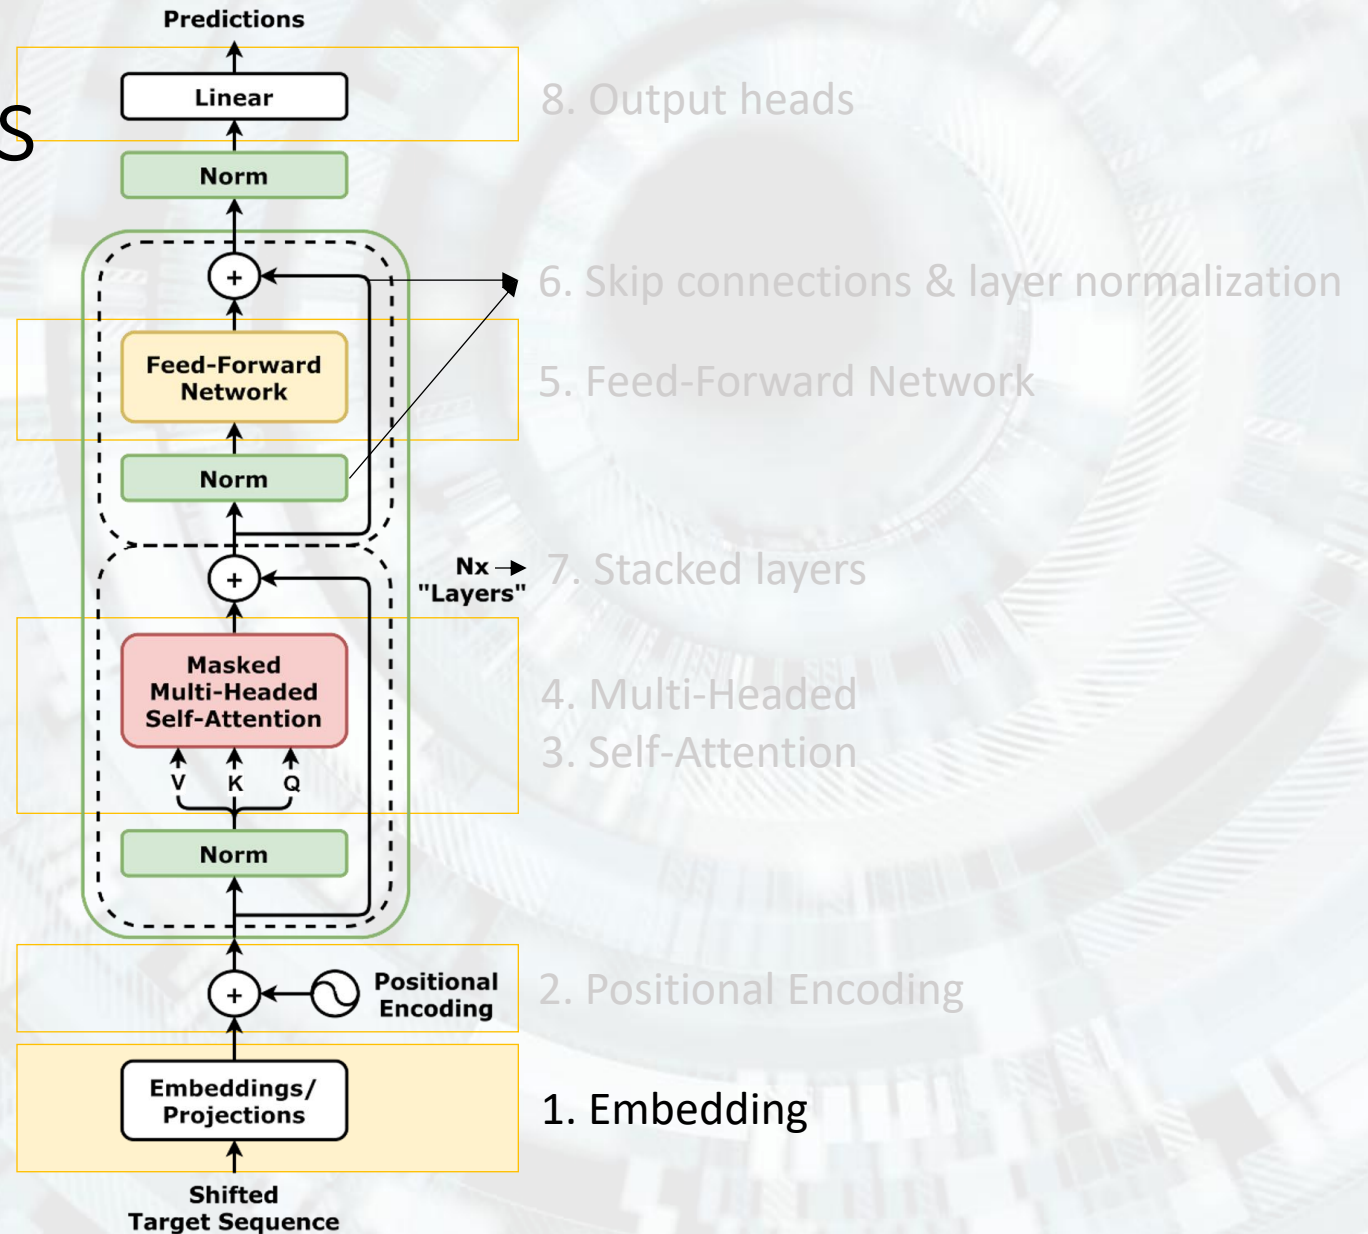 Predictions
Linear
8. Output heads
s
Norm
+
6. Skip connections & layer normalization
Feed-Forward
Network
5. Feed-Forward Network
Norm
+
Nx
"Layers"
7. Stacked layers
Masked
Multi-Headed
Self-Attention
4. Multi-Headed
3. Self-Attention
V K Q
Norm
+
Positional
Encoding
2. Positional Encoding
Embeddings/
Projections
1. Embedding
Shifted
Target Sequence